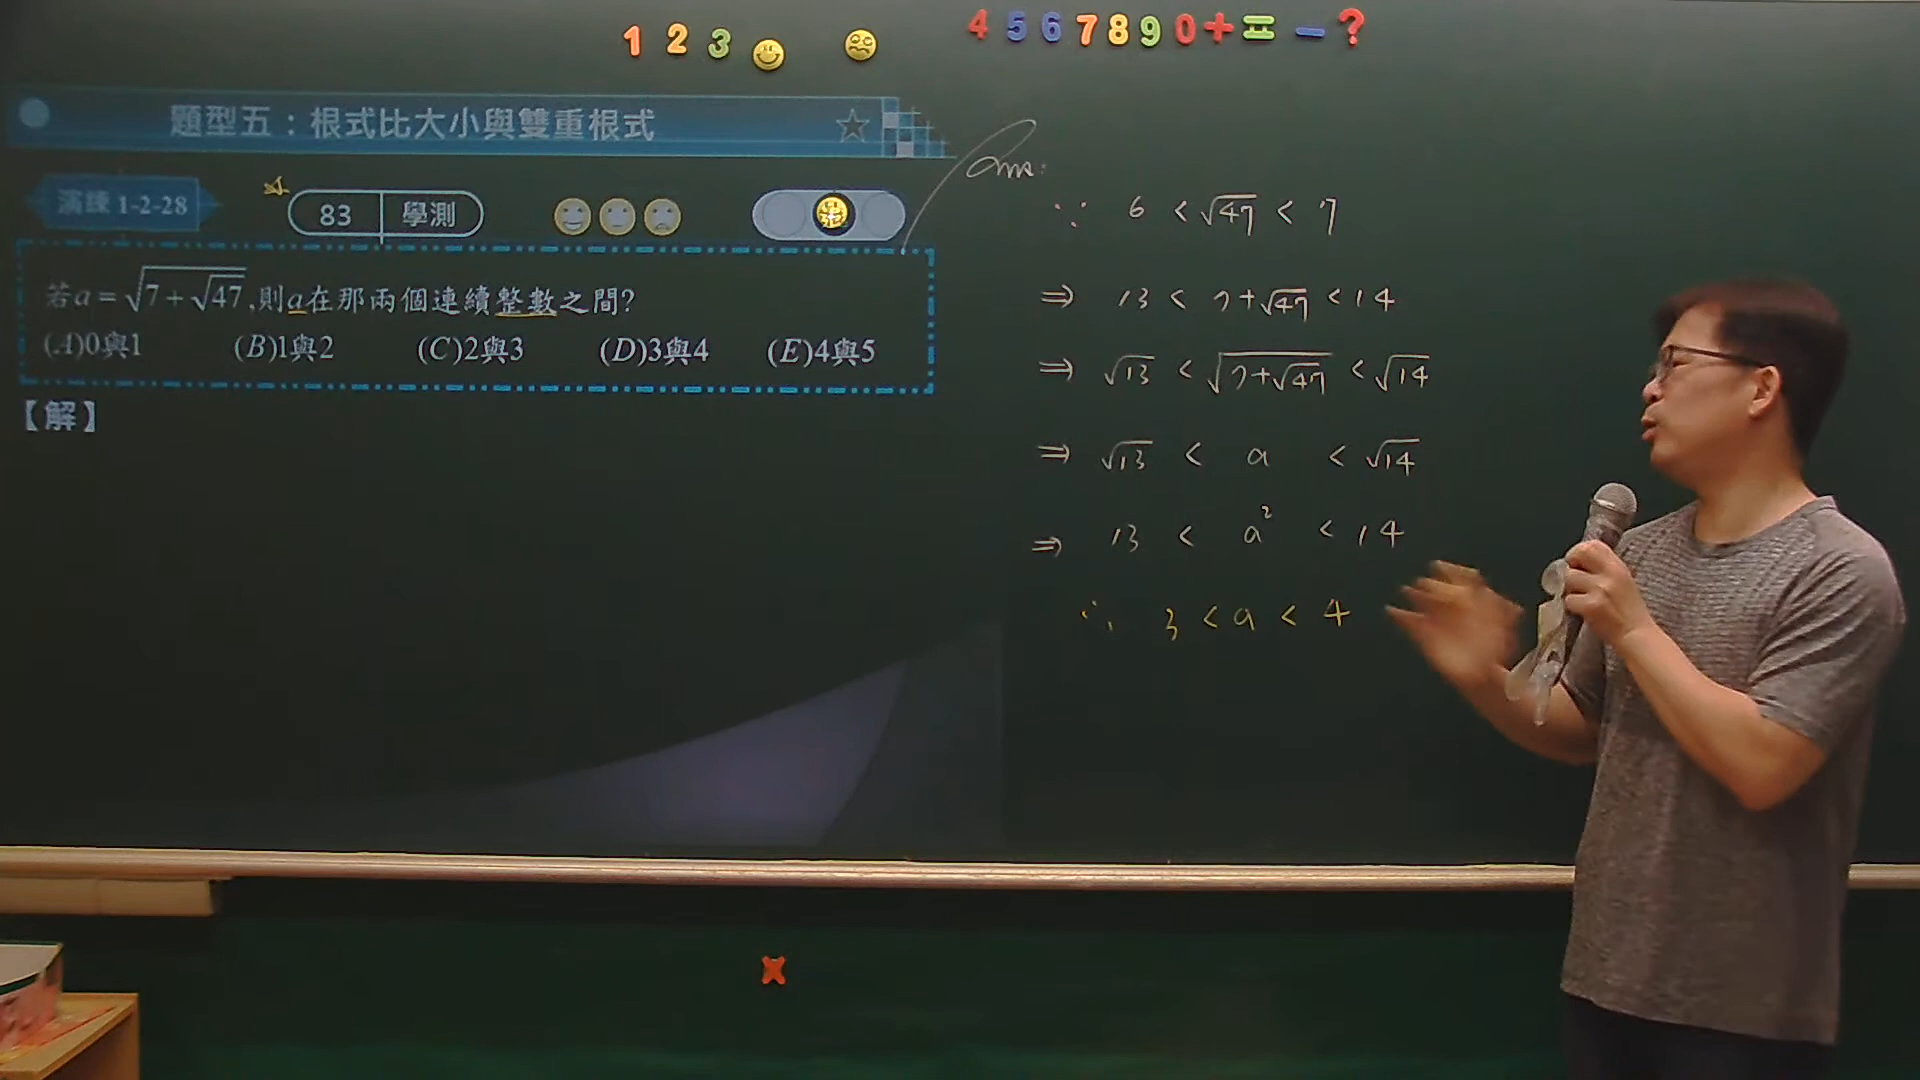 1 2 3 4 5 6 7 8 9 0 + = - ?
題型五：根式比大小與雙重根式
演練 1-2-28
83 學測
若a=√(7+√47),則a在那兩個連續整數之間?
(A)0與1 (B)1與2 (C)2與3 (D)3與4 (E)4與5
【解】
Ans:
∵ 6 < √47 < 7
⇒ 13 < 7+√47 < 14
⇒ √13 < √(7+√47) < √14
⇒ √13 < a < √14
⇒ 13 < a² < 14
∴ 3 < a < 4
x